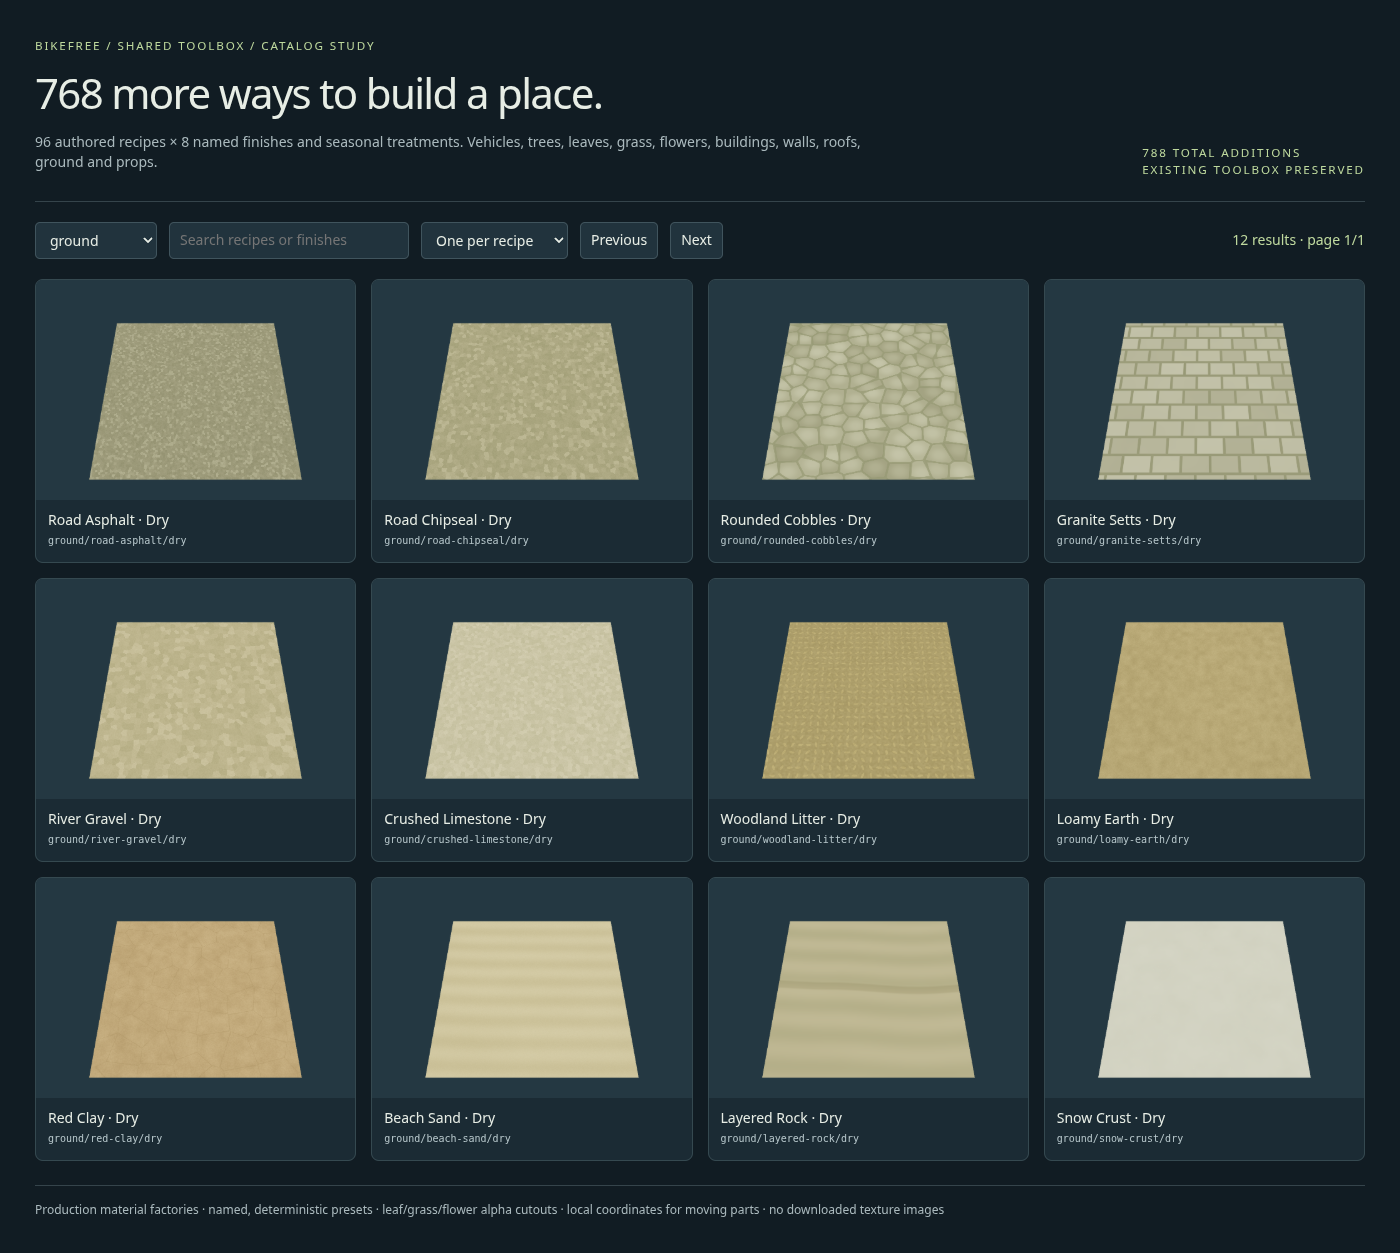 BIKEFREE / SHARED TOOLBOX / CATALOG STUDY
768 more ways to build a place.
96 authored recipes × 8 named finishes and seasonal treatments. Vehicles, trees, leaves, grass, flowers, buildings, walls, roofs,
ground and props.
788 TOTAL ADDITIONS
EXISTING TOOLBOX PRESERVED
ground
Search recipes or finishes
One per recipe
Previous
Next
12 results · page 1/1
Road Asphalt · Dry
ground/road-asphalt/dry
Road Chipseal · Dry
ground/road-chipseal/dry
Rounded Cobbles · Dry
ground/rounded-cobbles/dry
Granite Setts · Dry
ground/granite-setts/dry
River Gravel · Dry
ground/river-gravel/dry
Crushed Limestone · Dry
ground/crushed-limestone/dry
Woodland Litter · Dry
ground/woodland-litter/dry
Loamy Earth · Dry
ground/loamy-earth/dry
Red Clay · Dry
ground/red-clay/dry
Beach Sand · Dry
ground/beach-sand/dry
Layered Rock · Dry
ground/layered-rock/dry
Snow Crust · Dry
ground/snow-crust/dry
Production material factories · named, deterministic presets · leaf/grass/flower alpha cutouts · local coordinates for moving parts · no downloaded texture images